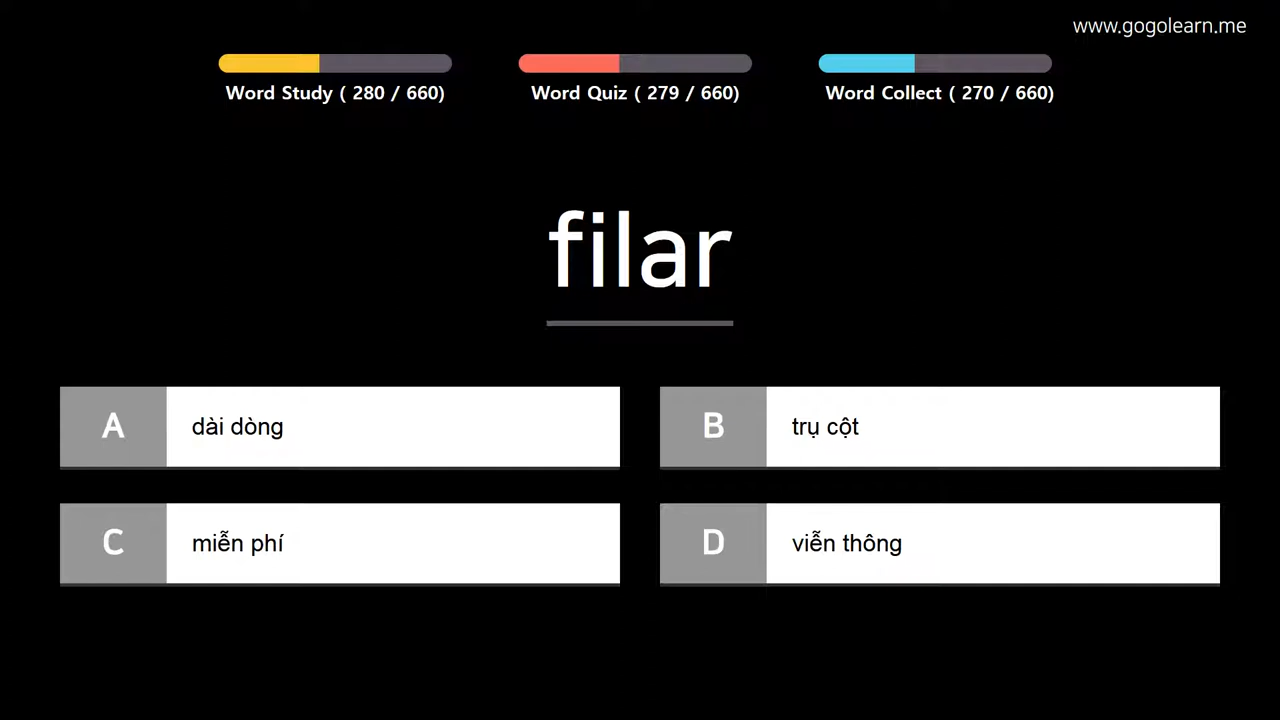 www.gogolearn.me
Word Study ( 280 / 660)
Word Quiz ( 279 / 660)
Word Collect ( 270 / 660)
filar
A
dài dòng
B
trụ cột
C
miễn phí
D
viễn thông